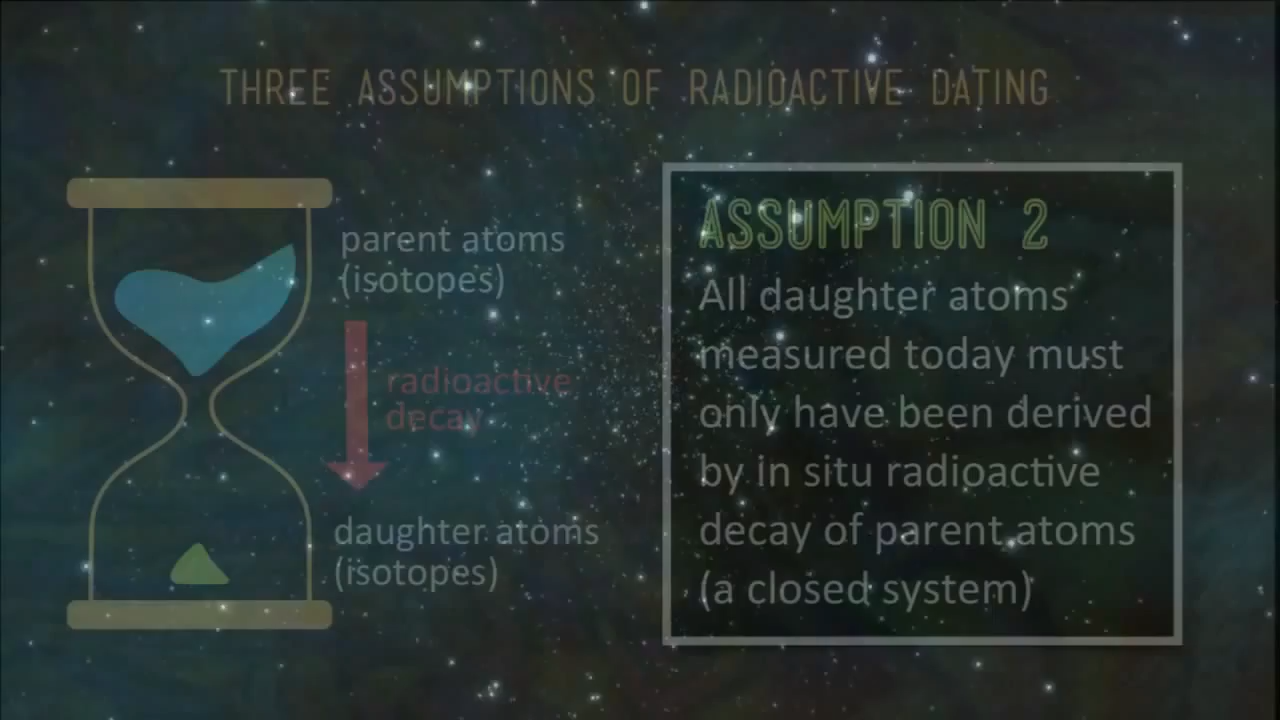 THREE ASSUMPTIONS OF RADIOACTIVE DATING
parent atoms
(isotopes)
radioactive
decay
daughter atoms
(isotopes)
ASSUMPTION 2
All daughter atoms
measured today must
only have been derived
by in situ radioactive
decay of parent atoms
(a closed system)